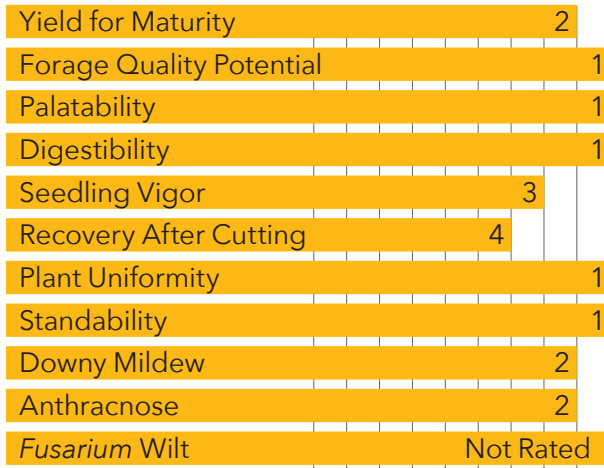 Yield for Maturity 2
Forage Quality Potential 1
Palatability 1
Digestibility 1
Seedling Vigor 3
Recovery After Cutting 4
Plant Uniformity 1
Standability 1
Downy Mildew 2
Anthracnose 2
Fusarium Wilt Not Rated